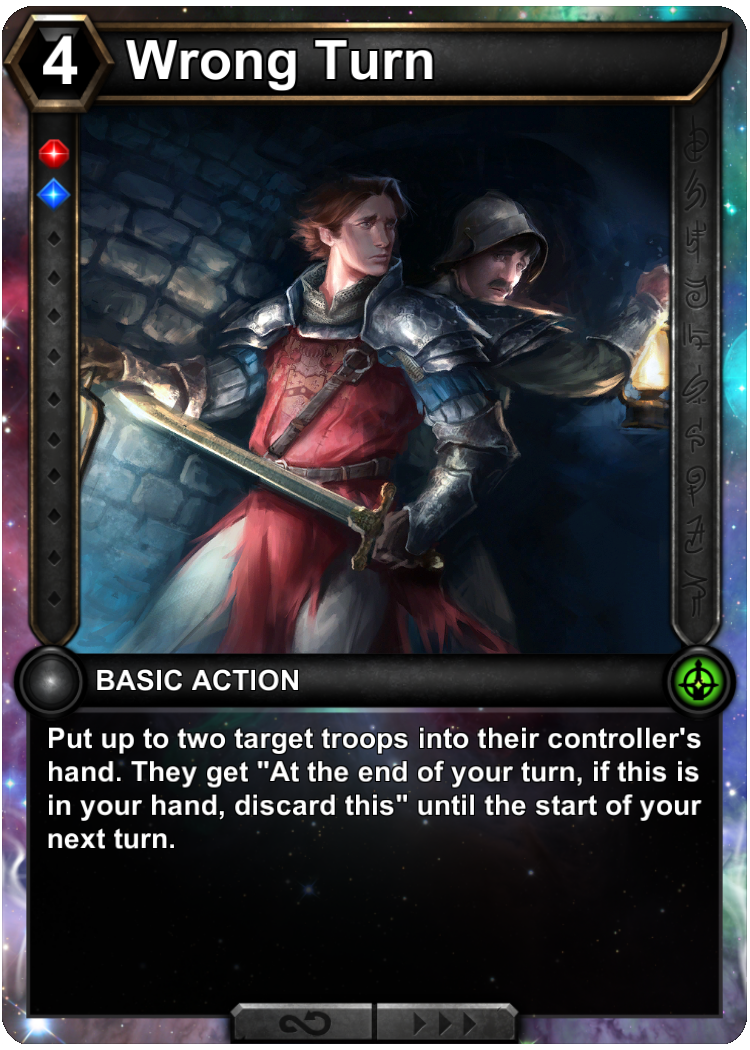 4 Wrong Turn
BASIC ACTION
Put up to two target troops into their controller's
hand. They get "At the end of your turn, if this is
in your hand, discard this" until the start of your
next turn.